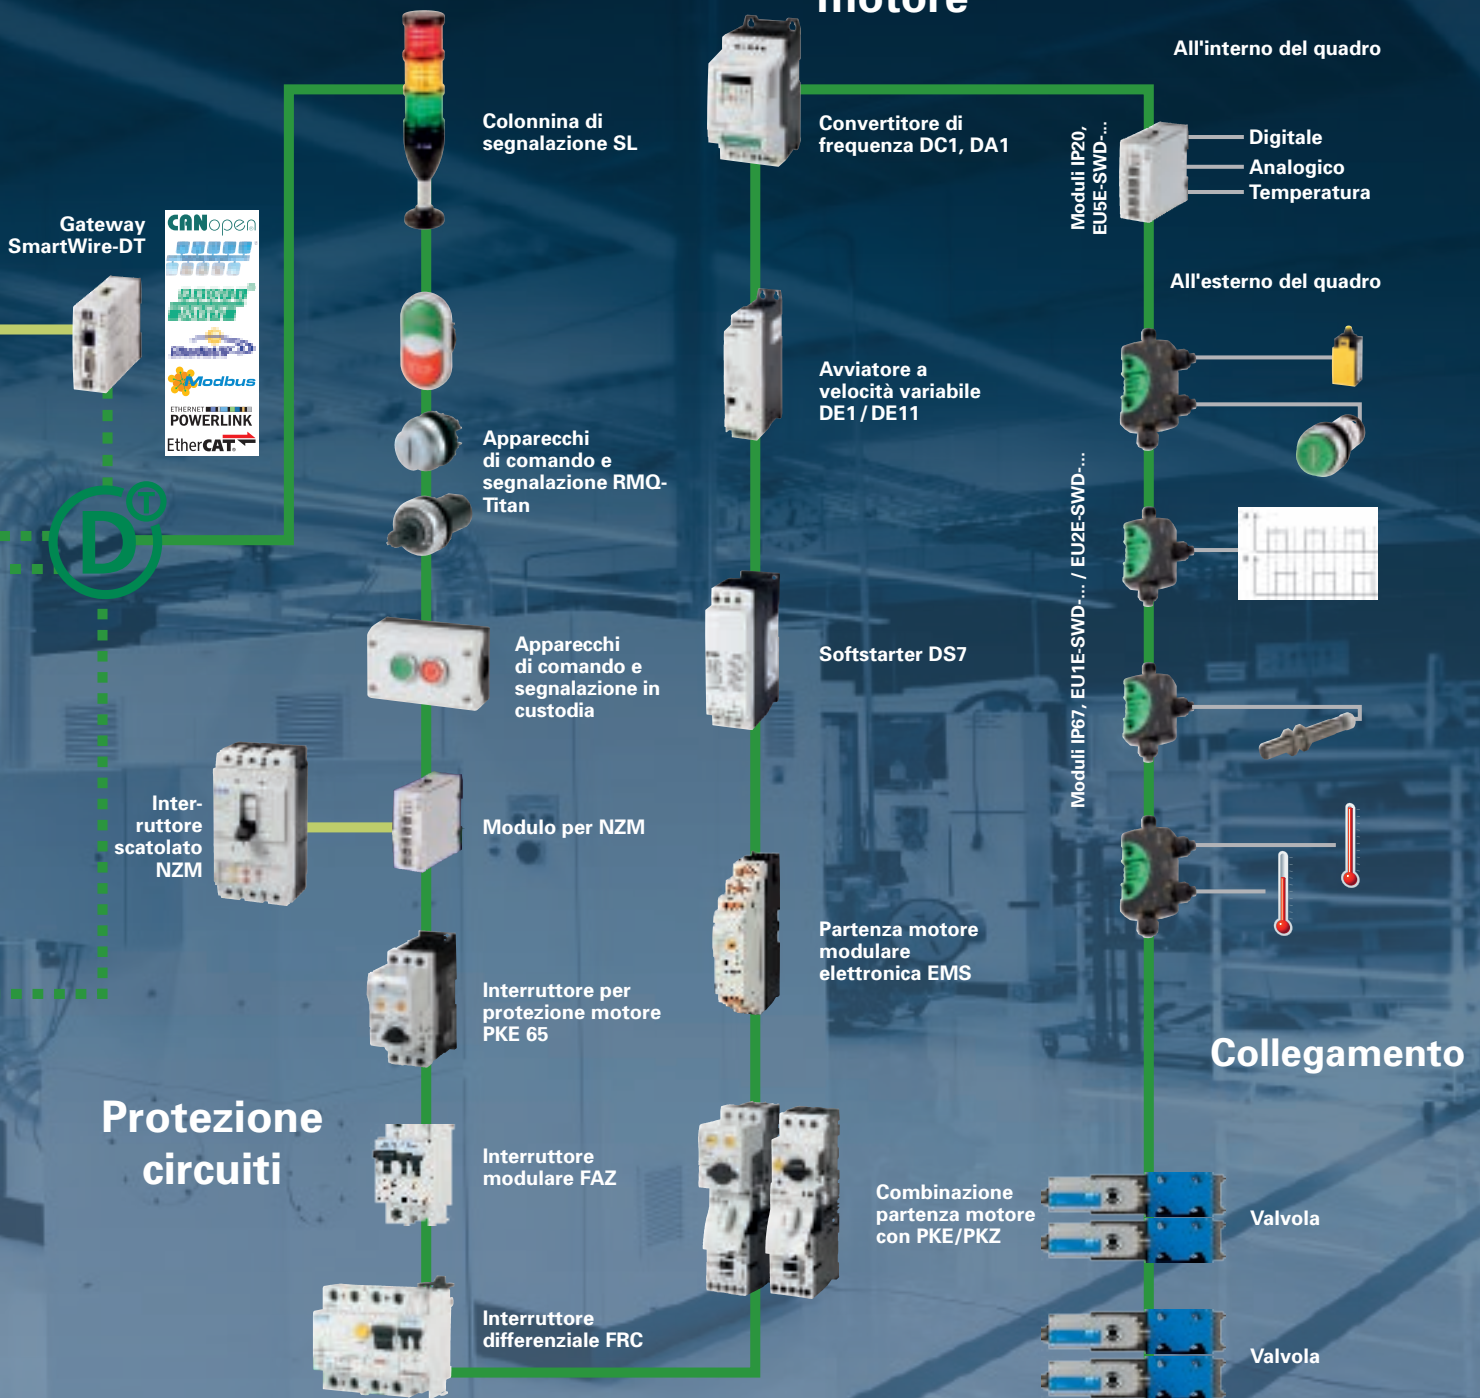 motore
All'interno del quadro
Colonnina di
segnalazione SL
Convertitore di
frequenza DC1, DA1
Moduli IP20,
EU5E-SWD-...
Digitale
Analogico
Temperatura
Gateway
SmartWire-DT
CANopen
Modbus
ETHERNET
POWERLINK
EtherCAT
All'esterno del quadro
Avviatore a
velocità variabile
DE1/DE11
Apparecchi
di comando e
segnalazione RMQ-
Titan
DT
Moduli IP67, EU1E-SWD-... / EU2E-SWD-...
Apparecchi
di comando e
segnalazione in
custodia
Softstarter DS7
Inter-
ruttore
scatolato
NZM
Modulo per NZM
Partenza motore
modulare
elettronica EMS
Interruttore per
protezione motore
PKE 65
Collegamento
Protezione
circuiti
Interruttore
modulare FAZ
Combinazione
partenza motore
con PKE/PKZ
Valvola
Interruttore
differenziale FRC
Valvola